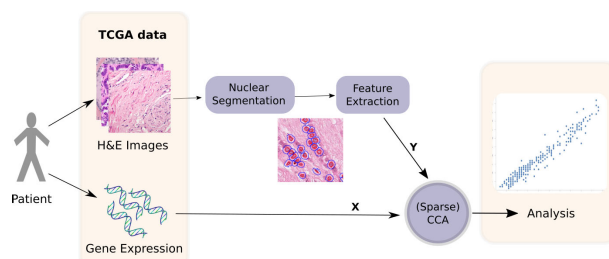 TCGA data
H&E Images
Nuclear
Segmentation
Feature
Extraction
Patient
Gene Expression
X
Y
(Sparse)
CCA
Analysis